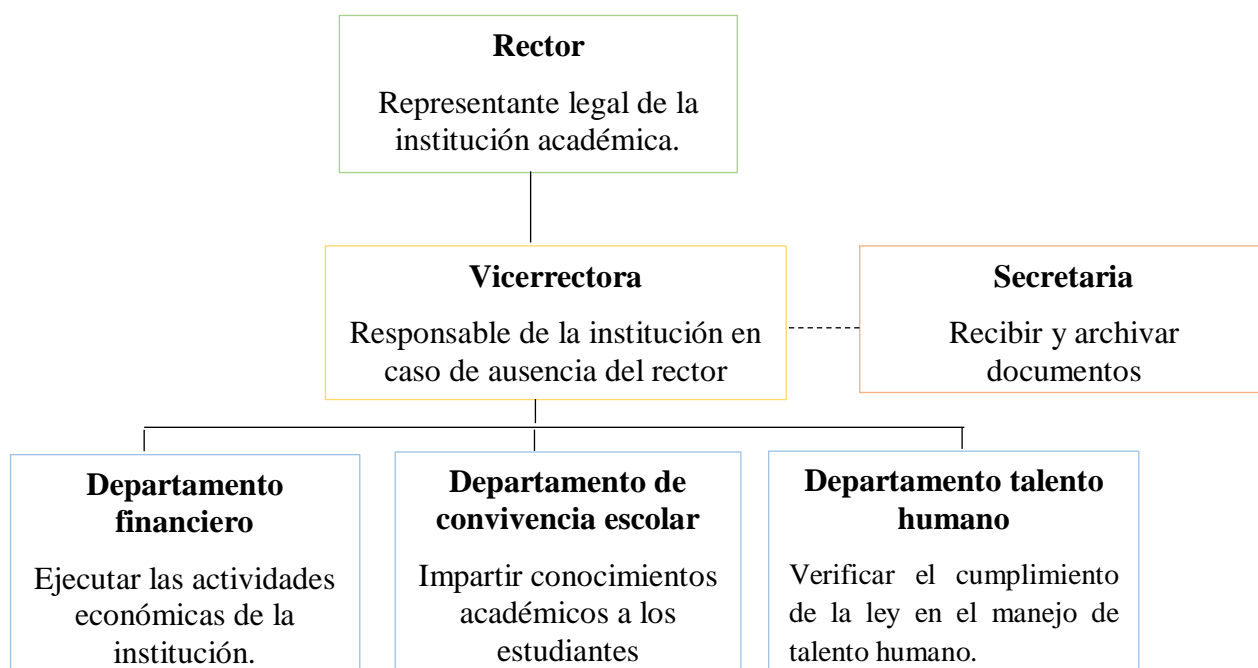 Rector
Representante legal de la
institución académica.
Vicerrectora
Responsable de la institución en
caso de ausencia del rector
Secretaria
Recibir y archivar
documentos
Departamento
financiero
Ejecutar las actividades
económicas de la
institución.
Departamento de
convivencia escolar
Impartir conocimientos
académicos a los
estudiantes
Departamento talento
humano
Verificar el cumplimiento
de la ley en el manejo de
talento humano.